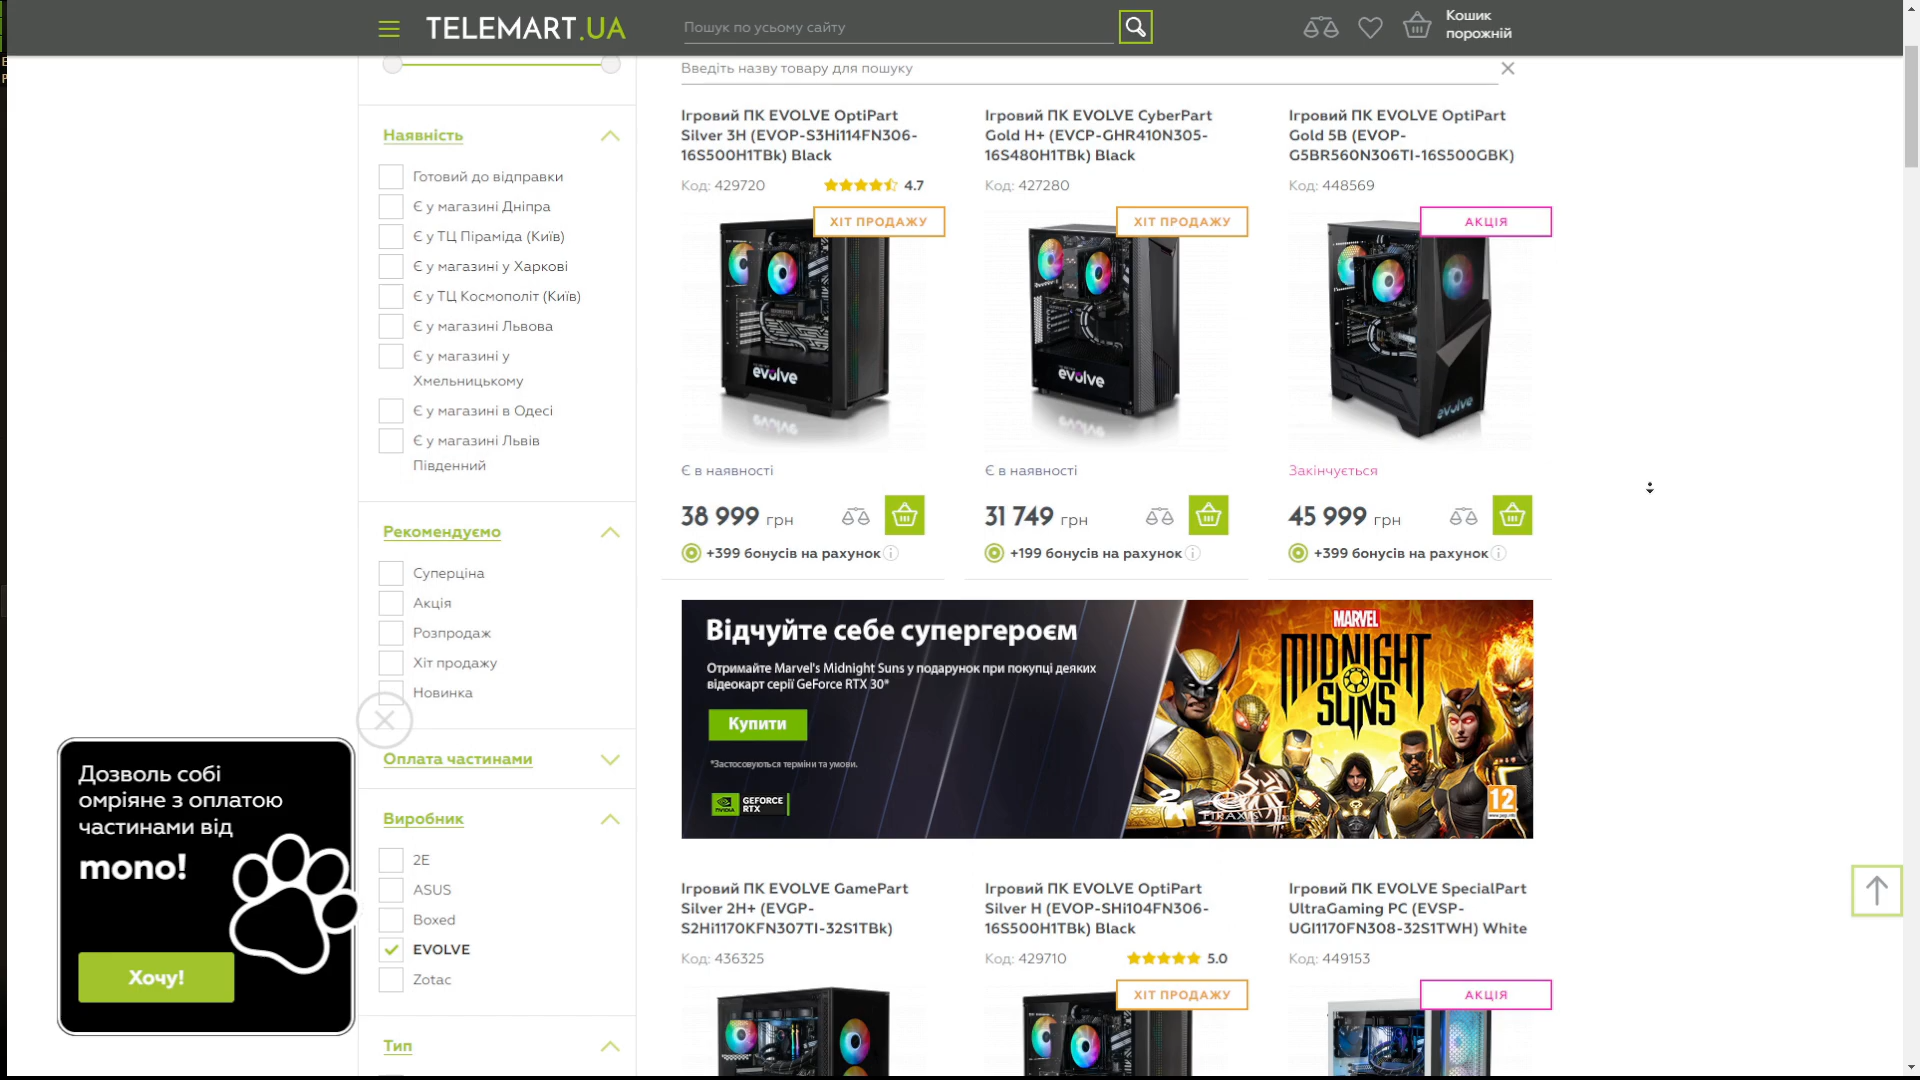 TELEMART.UA
Пошук по усьому сайту
Кошик
порожній
Введіть назву товару для пошуку
Наявність
Готовий до відправки
Є у магазині Дніпра
Є у ТЦ Піраміда (Київ)
Є у магазині у Харкові
Є у ТЦ Космополіт (Київ)
Є у магазині Львова
Є у магазині у
Хмельницькому
Є у магазині в Одесі
Є у магазині Львів
Південний
Рекомендуємо
Суперціна
Акція
Розпродаж
Хіт продажу
Новинка
Оплата частинами
Виробник
2E
ASUS
Boxed
EVOLVE
Zotac
Тип
Дозволь собі
омріяне з оплатою
частинами від
mono!
Хочу!
Ігровий ПК EVOLVE OptiPart
Silver 3H (EVOP-S3Hi114FN306-
16S500H1TBk) Black
Код: 429720
4.7
ХІТ ПРОДАЖУ
evolve
Є в наявності
38 999 грн
+399 бонусів на рахунок
Ігровий ПК EVOLVE CyberPart
Gold H+ (EVCP-GHR410N305-
16S480H1TBk) Black
Код: 427280
ХІТ ПРОДАЖУ
evolve
Є в наявності
31 749 грн
+199 бонусів на рахунок
Ігровий ПК EVOLVE OptiPart
Gold 5B (EVOP-
G5BR560N306TI-16S500GBK)
Код: 448569
АКЦІЯ
evolve
Закінчується
45 999 грн
+399 бонусів на рахунок
Відчуйте себе супергероєм
Отримайте Marvel's Midnight Suns у подарунок при покупці деяких
відеокарт серії GeForce RTX 30*
Купити
*Застосовуються терміни та умови.
NVIDIA
GEFORCE
RTX
MARVEL
MIDNIGHT
SUNS
2K
FIRAXIS
12
Ігровий ПК EVOLVE GamePart
Silver 2H+ (EVGP-
S2Hi1170KFN307TI-32S1TBk)
Код: 436325
Ігровий ПК EVOLVE OptiPart
Silver H (EVOP-SHi104FN306-
16S500H1TBk) Black
Код: 429710
5.0
ХІТ ПРОДАЖУ
Ігровий ПК EVOLVE SpecialPart
UltraGaming PC (EVSP-
UGI1170FN308-32S1TWH) White
Код: 449153
АКЦІЯ